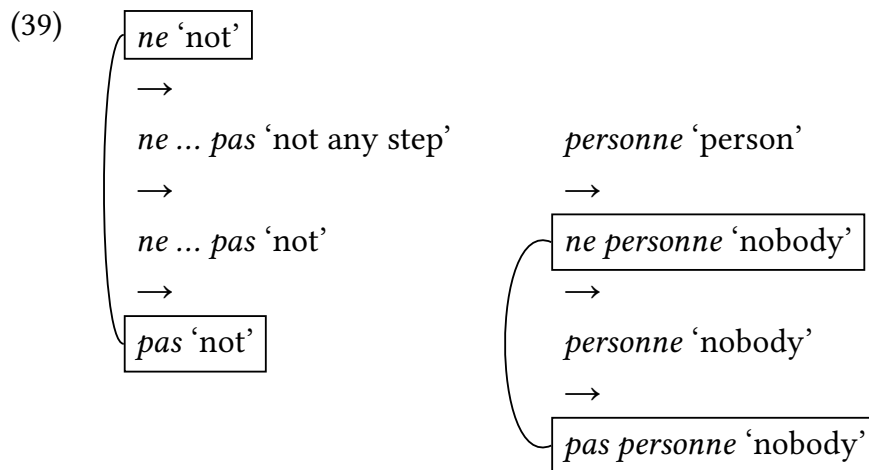 (39)
ne ‘not’
→
ne ... pas ‘not any step’
→
ne ... pas ‘not’
→
pas ‘not’
personne ‘person’
→
ne personne ‘nobody’
→
personne ‘nobody’
→
pas personne ‘nobody’